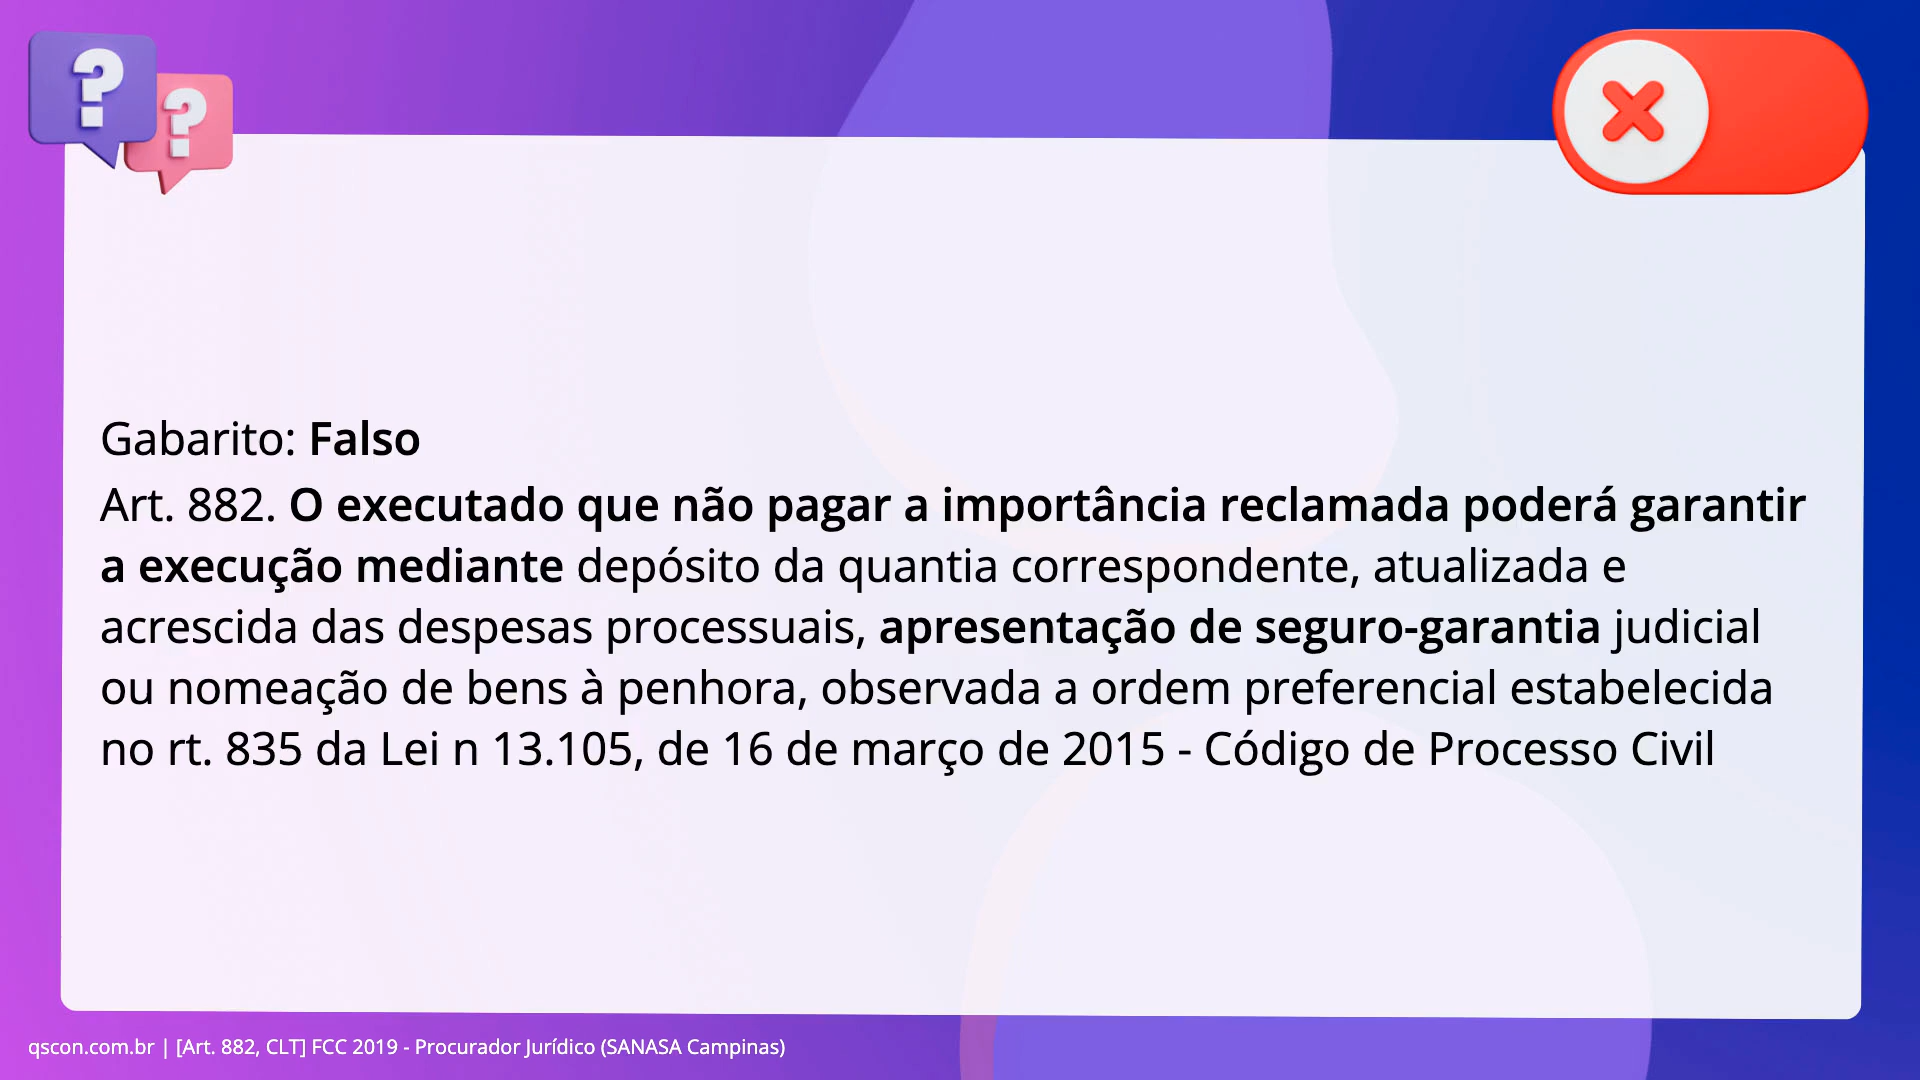 ?
?
Gabarito: Falso
Art. 882. O executado que não pagar a importância reclamada poderá garantir
a execução mediante depósito da quantia correspondente, atualizada e
acrescida das despesas processuais, apresentação de seguro-garantia judicial
ou nomeação de bens à penhora, observada a ordem preferencial estabelecida
no rt. 835 da Lei n 13.105, de 16 de março de 2015 - Código de Processo Civil
qscon.com.br | [Art. 882, CLT] FCC 2019 - Procurador Jurídico (SANASA Campinas)